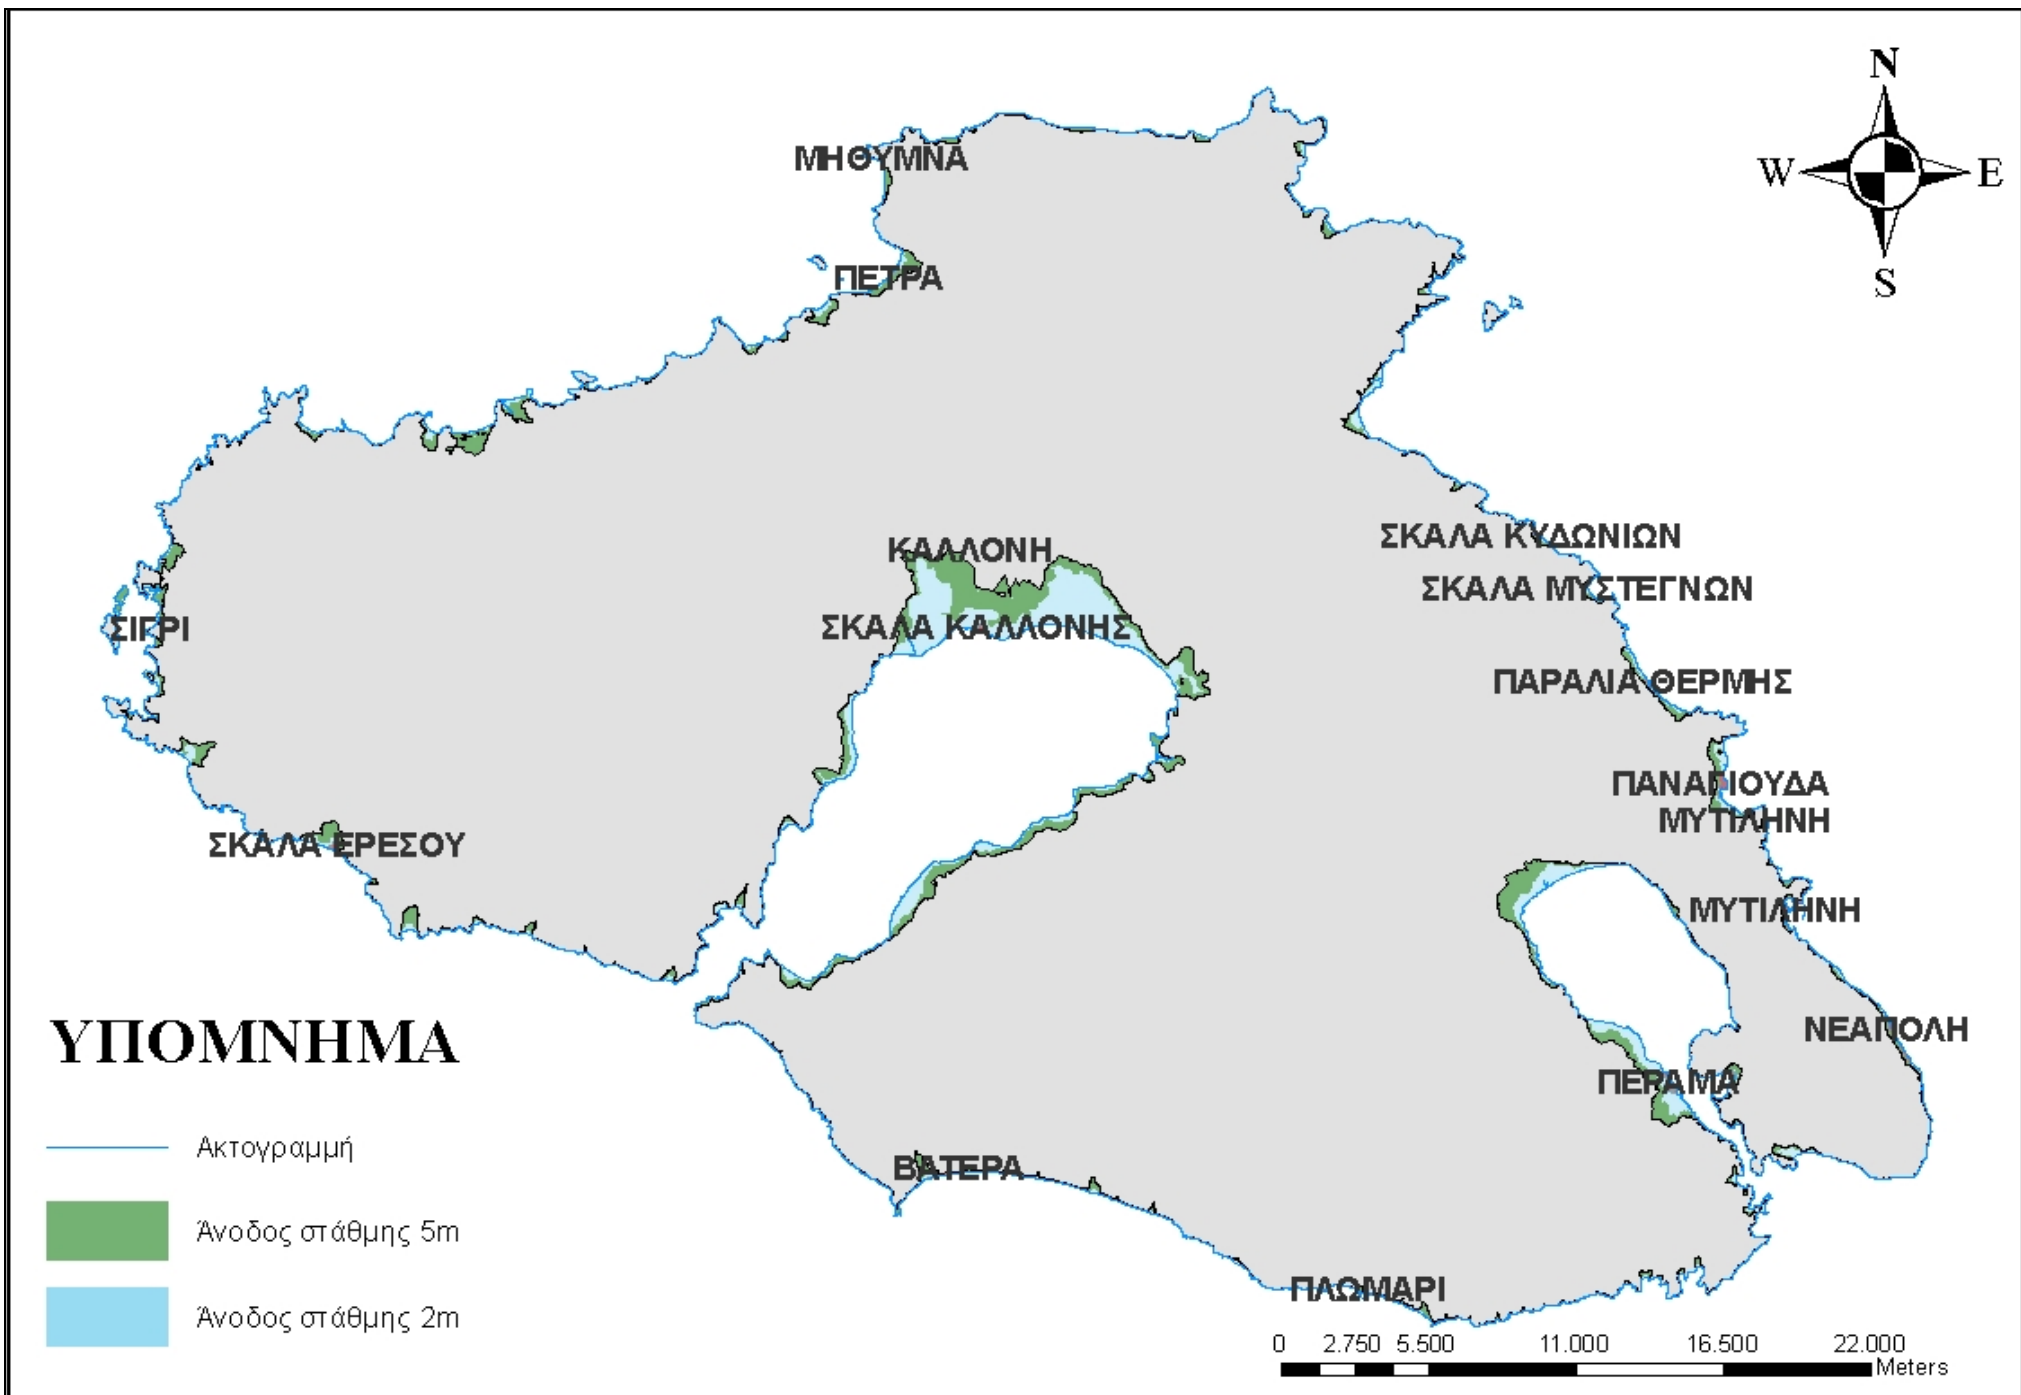 N
W E
S
ΜΗΘΥΜΝΑ
ΠΕΤΡΑ
ΚΑΛΛΟΝΗ
ΣΚΑΛΑ ΚΥΔΩΝΙΩΝ
ΣΚΑΛΑ ΜΥΣΤΕΓΝΩΝ
ΣΙΓΡΙ
ΣΚΑΛΑ ΚΑΛΛΟΝΗΣ
ΠΑΡΑΛΙΑ ΘΕΡΜΗΣ
ΠΑΝΑΓΙΟΥΔΑ
ΜΥΤΙΛΗΝΗ
ΣΚΑΛΑ ΕΡΕΣΟΥ
ΜΥΤΙΛΗΝΗ
ΝΕΑΠΟΛΗ
ΠΕΡΑΜΑ
ΒΑΤΕΡΑ
ΠΛΩΜΑΡΙ
ΥΠΟΜΝΗΜΑ
Ακτογραμμή
Άνοδος στάθμης 5m
Άνοδος στάθμης 2m
0 2.750 5.500 11.000 16.500 22.000
Meters